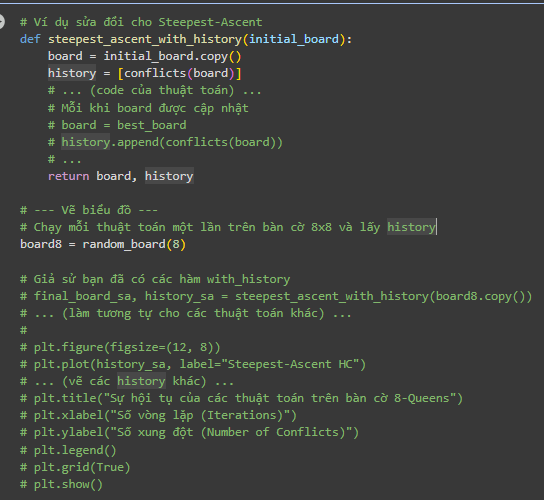 # Ví dụ sửa đổi cho Steepest-Ascent
def steepest_ascent_with_history(initial_board):
    board = initial_board.copy()
    history = [conflicts(board)]
    # ... (code của thuật toán) ...
    # Mỗi khi board được cập nhật
    # board = best_board
    # history.append(conflicts(board))
    # ...
    return board, history

# --- Vẽ biểu đồ ---
# Chạy mỗi thuật toán một lần trên bàn cờ 8x8 và lấy history
board8 = random_board(8)

# Giả sử bạn đã có các hàm with_history
# final_board_sa, history_sa = steepest_ascent_with_history(board8.copy())
# ... (làm tương tự cho các thuật toán khác) ...
#
# plt.figure(figsize=(12, 8))
# plt.plot(history_sa, label="Steepest-Ascent HC")
# ... (vẽ các history khác) ...
# plt.title("Sự hội tụ của các thuật toán trên bàn cờ 8-Queens")
# plt.xlabel("Số vòng lặp (Iterations)")
# plt.ylabel("Số xung đột (Number of Conflicts)")
# plt.legend()
# plt.grid(True)
# plt.show()